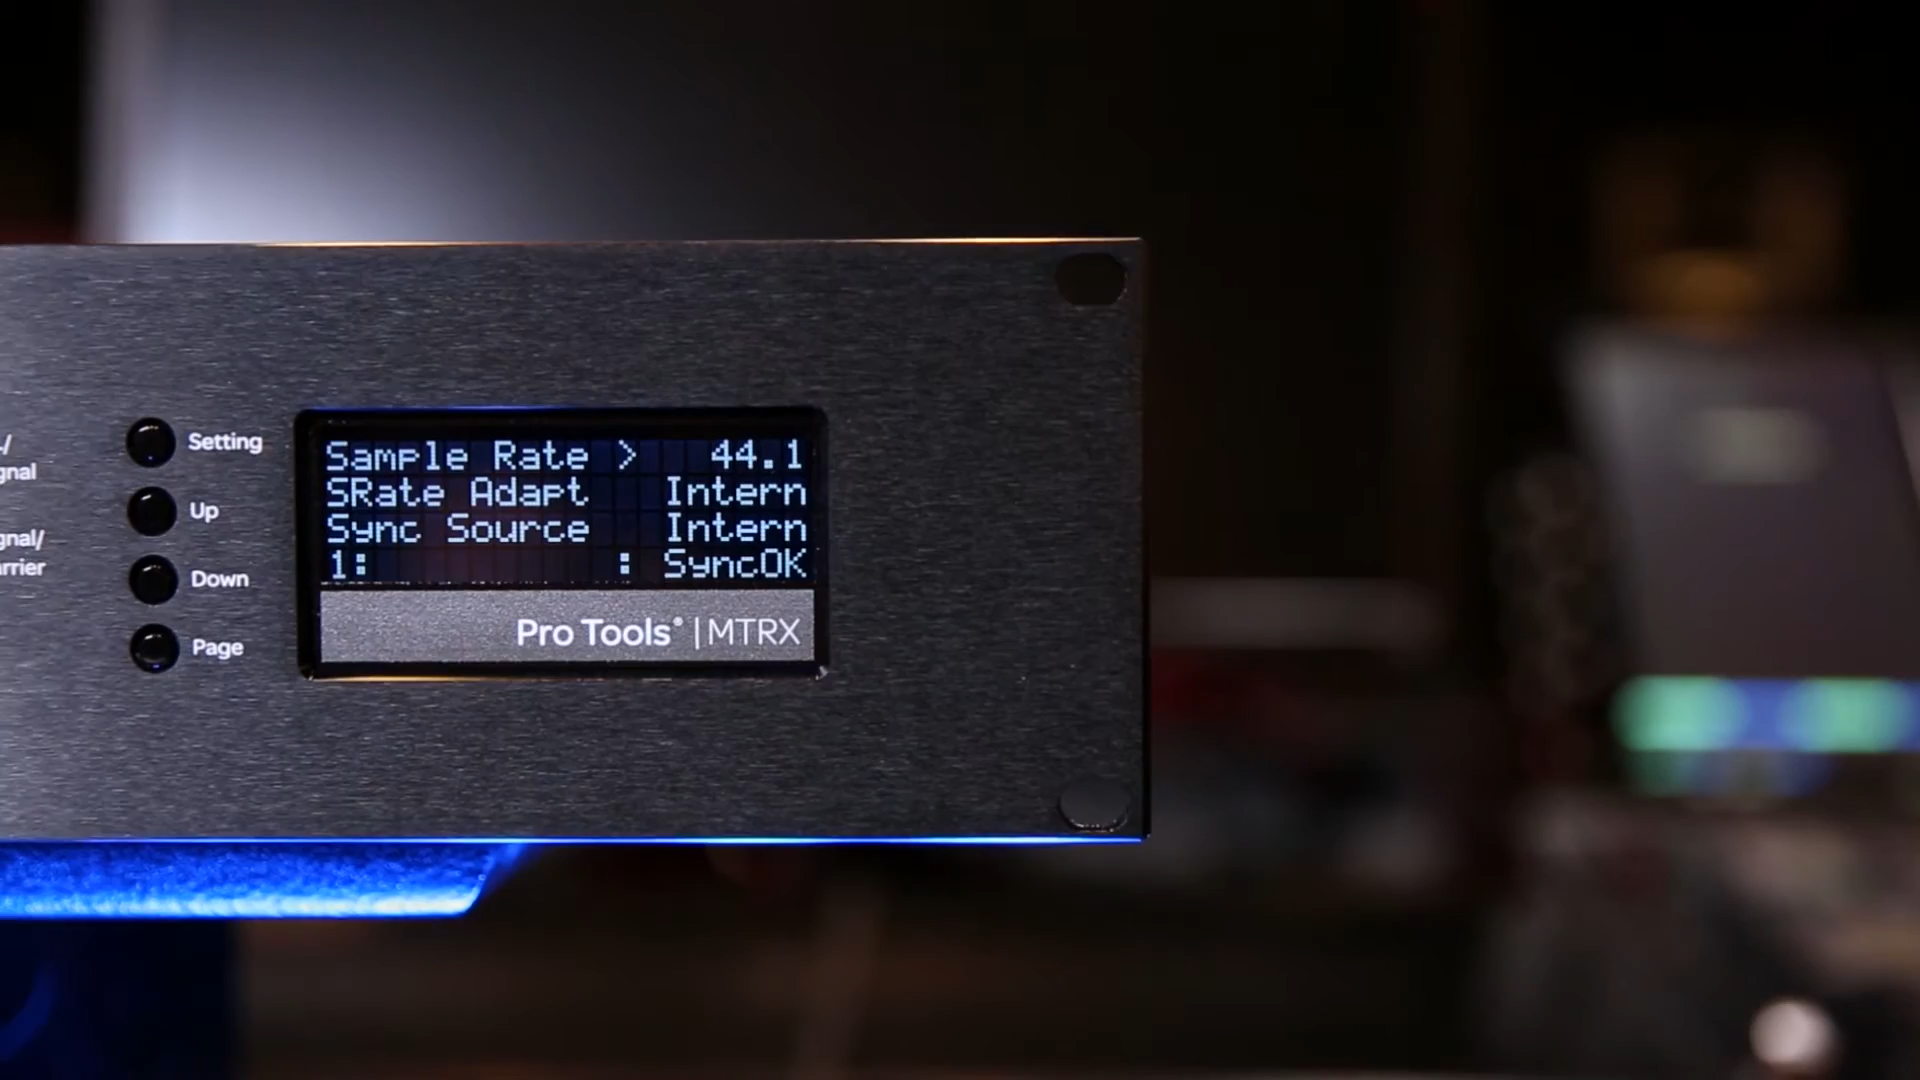 Setting
Up
Down
Page
Sample Rate > 44.1
SRate Adapt Intern
Sync Source Intern
1: : SyncOK
Pro Tools® | MTRX